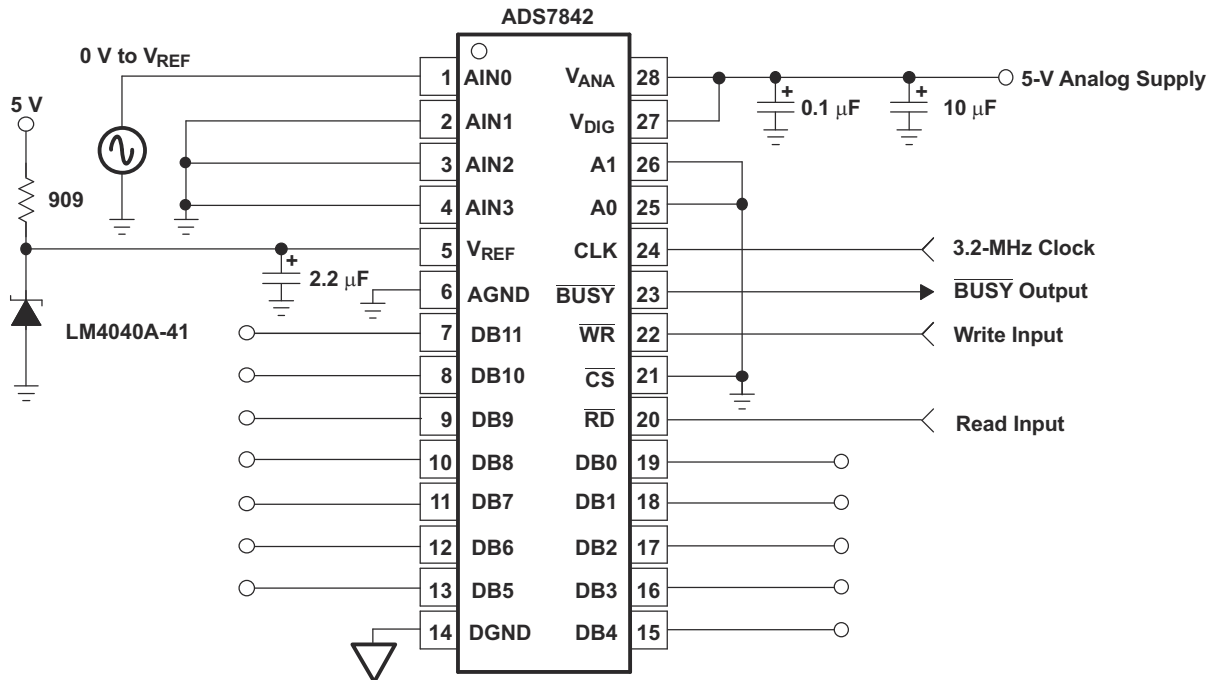 ADS7842
0 V to VREF
5 V
909
LM4040A-41
2.2 μF
1 AIN0
2 AIN1
3 AIN2
4 AIN3
5 VREF
6 AGND
7 DB11
8 DB10
9 DB9
10 DB8
11 DB7
12 DB6
13 DB5
14 DGND
VANA 28
VDIG 27
A1 26
A0 25
CLK 24
BUSY 23
WR 22
CS 21
RD 20
DB0 19
DB1 18
DB2 17
DB3 16
DB4 15
+
+
+
0.1 μF
10 μF
5-V Analog Supply
3.2-MHz Clock
BUSY Output
Write Input
Read Input